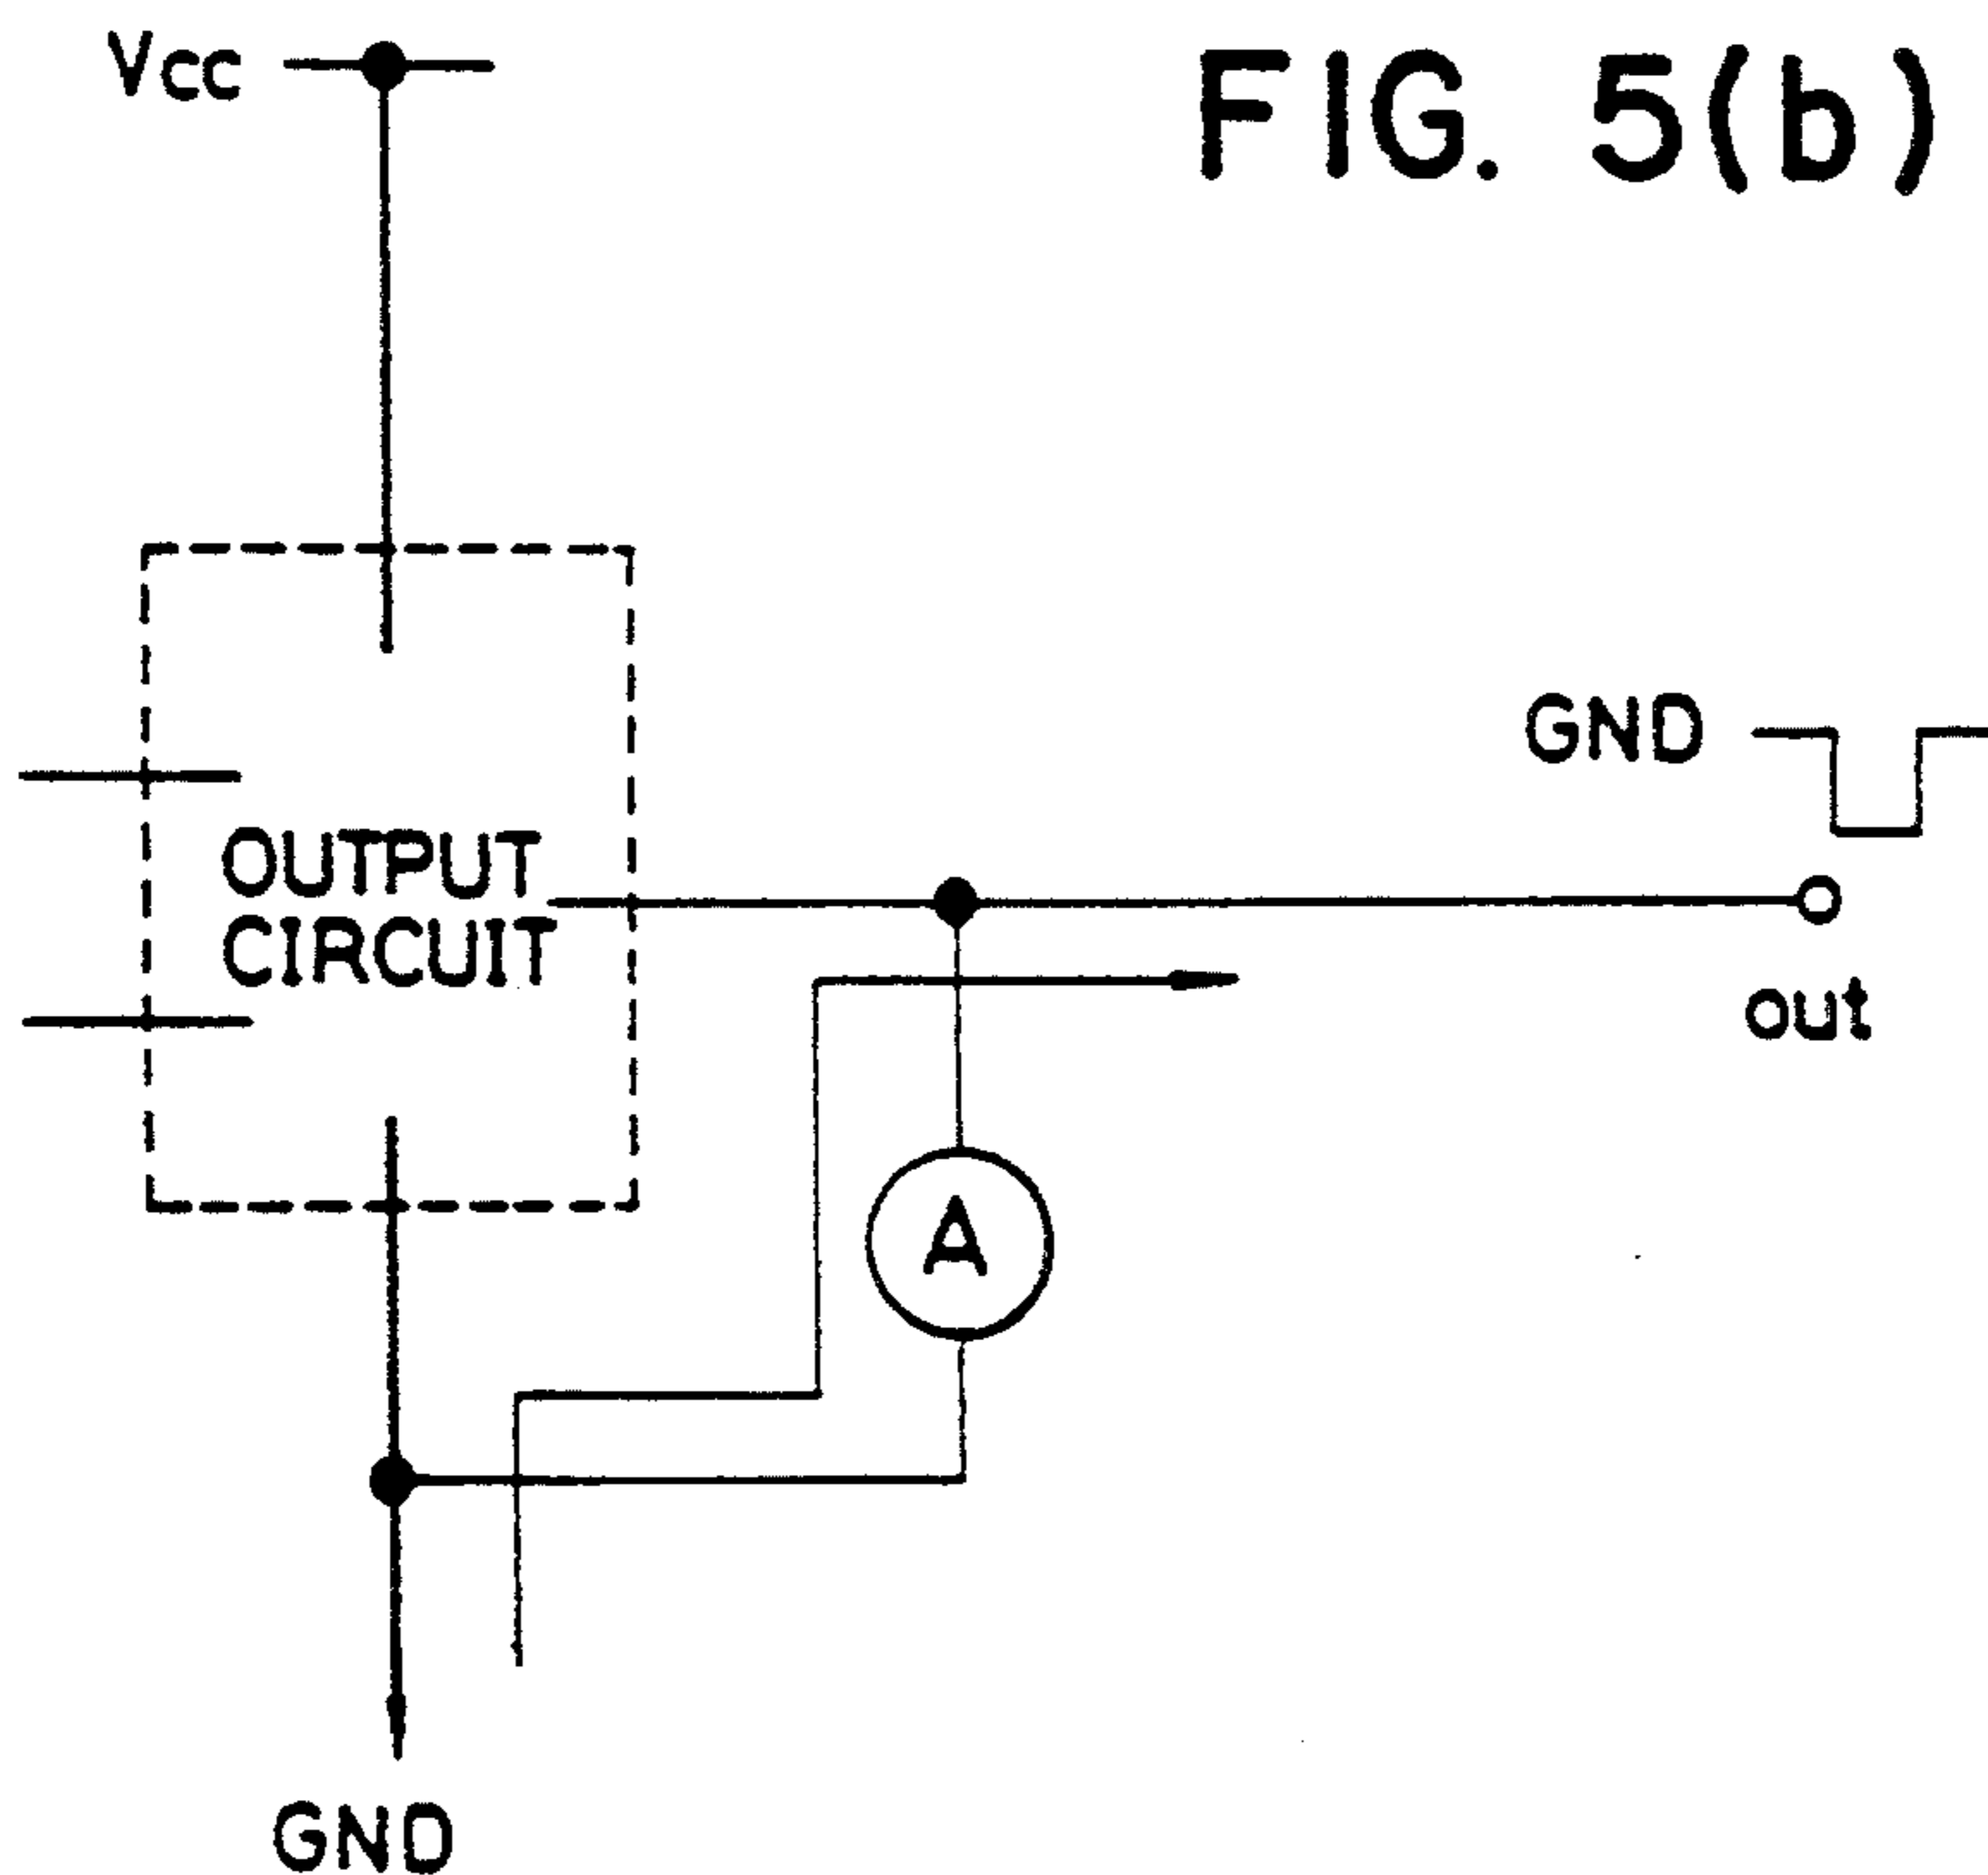 Vcc
FIG. 5(b)
GND
OUTPUT
CIRCUIT
out
A
GND